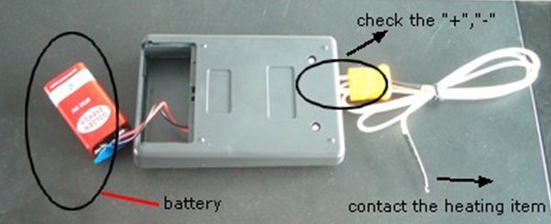 check the "+","-"
battery
contact the heating item